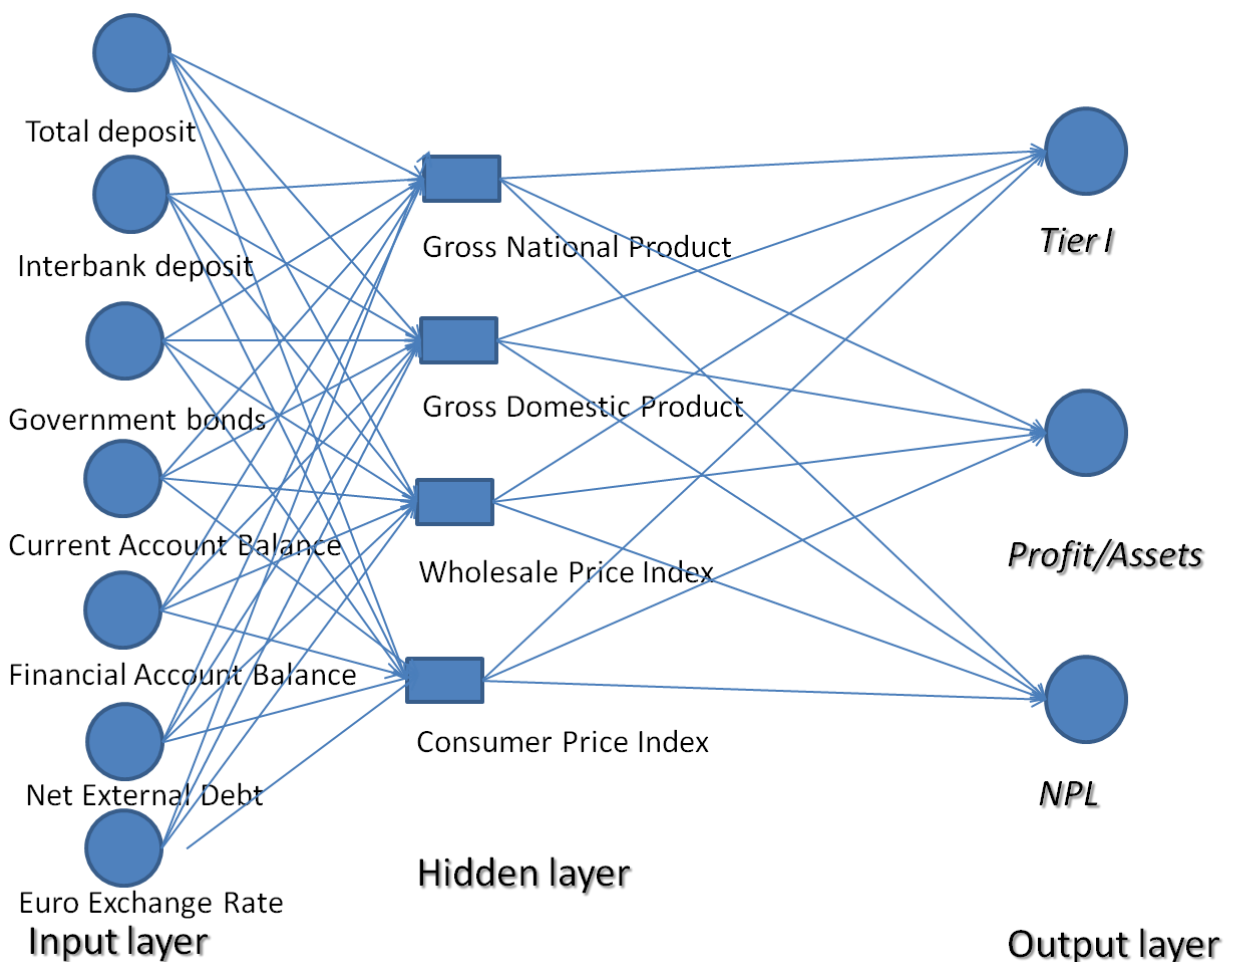 Total deposit
Interbank deposit
Government bonds
Current Account Balance
Financial Account Balance
Net External Debt
Euro Exchange Rate
Input layer
Gross National Product
Gross Domestic Product
Wholesale Price Index
Consumer Price Index
Hidden layer
Tier I
Profit/Assets
NPL
Output layer